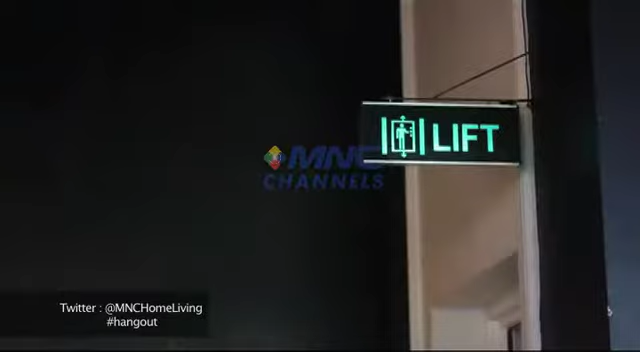 LIFT
MNC
CHANNELS
Twitter : @MNCHomeLiving
#hangout